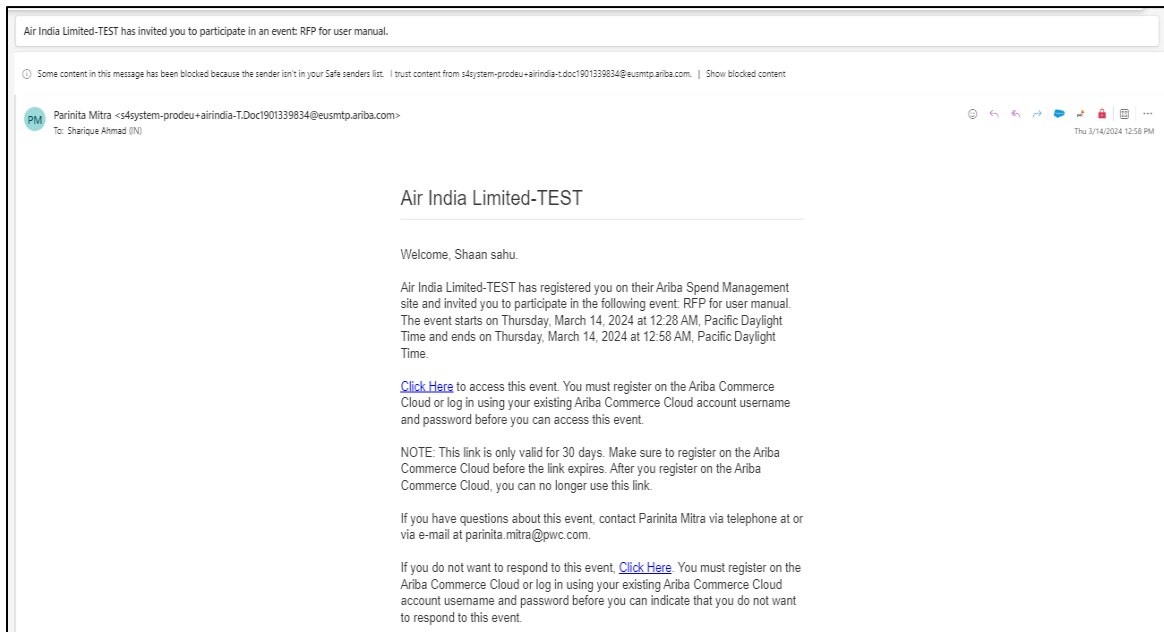 Air India Limited-TEST has invited you to participate in an event: RFP for user manual.
Some content in this message has been blocked because the sender isn't in your Safe senders list. I trust content from s4system-prodeu+airindia-t.doc1901339834@eusmtp.ariba.com. | Show blocked content
PM
Parinita Mitra <s4system-prodeu+airindia-T.Doc1901339834@eusmtp.ariba.com>
To: Sharique Ahmad (IN)
Thu 3/14/2024 12:58 PM
Air India Limited-TEST
Welcome, Shaan sahu.
Air India Limited-TEST has registered you on their Ariba Spend Management
site and invited you to participate in the following event: RFP for user manual.
The event starts on Thursday, March 14, 2024 at 12:28 AM, Pacific Daylight
Time and ends on Thursday, March 14, 2024 at 12:58 AM, Pacific Daylight
Time.
Click Here to access this event. You must register on the Ariba Commerce
Cloud or log in using your existing Ariba Commerce Cloud account username
and password before you can access this event.
NOTE: This link is only valid for 30 days. Make sure to register on the Ariba
Commerce Cloud before the link expires. After you register on the Ariba
Commerce Cloud, you can no longer use this link.
If you have questions about this event, contact Parinita Mitra via telephone at or
via e-mail at parinita.mitra@pwc.com.
If you do not want to respond to this event, Click Here. You must register on the
Ariba Commerce Cloud or log in using your existing Ariba Commerce Cloud
account username and password before you can indicate that you do not want
to respond to this event.